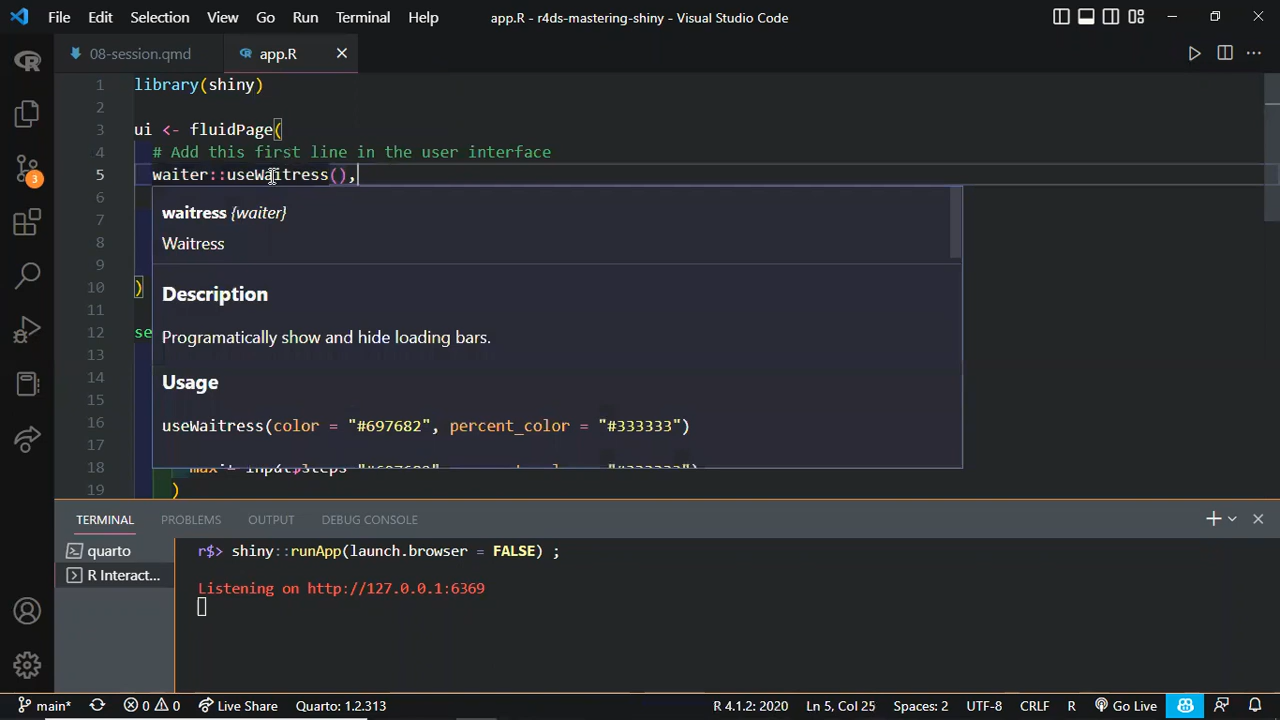 File Edit Selection View Go Run Terminal Help app.R - r4ds-mastering-shiny - Visual Studio Code
08-session.qmd app.R
1 library(shiny)
2
3 ui <- fluidPage(
4 # Add this first line in the user interface
5 waiter::useWaitress(),
6
7
8
9
10 )
11
12 se
13
14
15
16
17
18
19 )
waitress {waiter}
Waitress
Description
Programatically show and hide loading bars.
Usage
useWaitress(color = "#697682", percent_color = "#333333")
TERMINAL PROBLEMS OUTPUT DEBUG CONSOLE
quarto
R Interact...
r$> shiny::runApp(launch.browser = FALSE) ;
Listening on http://127.0.0.1:6369
3
main* 0 0 Live Share Quarto: 1.2.313 R 4.1.2: 2020 Ln 5, Col 25 Spaces: 2 UTF-8 CRLF R Go Live